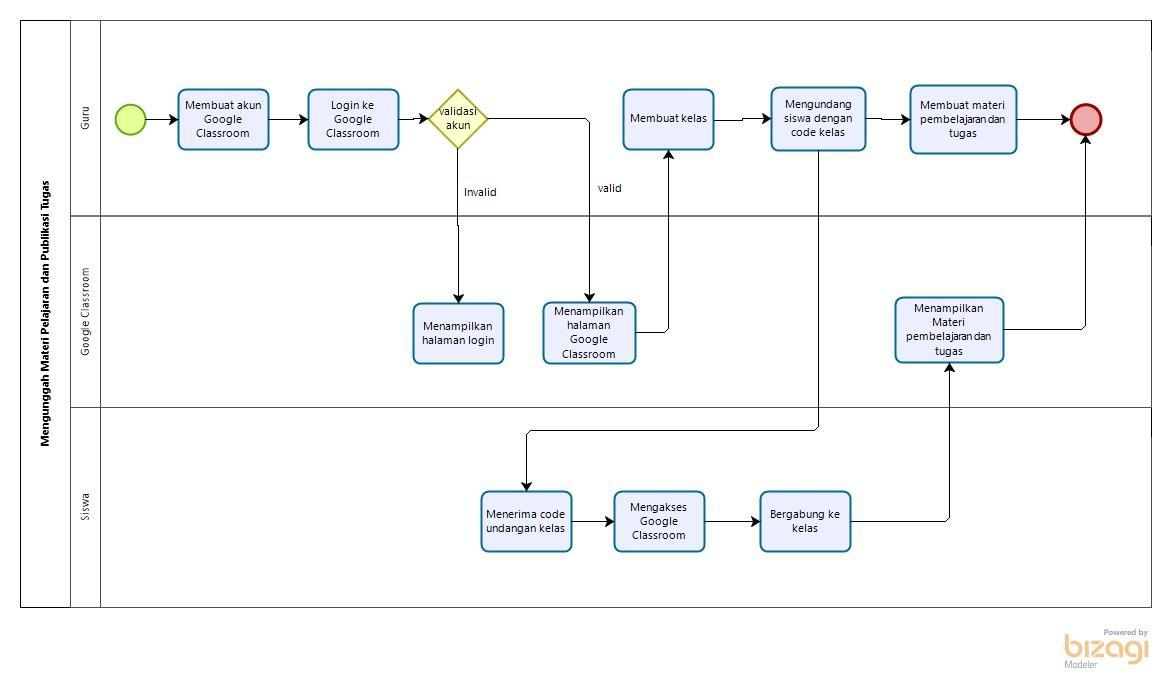 Mengunggah Materi Pelajaran dan Publikasi Tugas
Guru
Membuat akun
Google
Classroom
Login ke
Google
Classroom
validasi
akun
Invalid
valid
Membuat kelas
Mengundang
siswa dengan
code kelas
Membuat materi
pembelajaran dan
tugas
Google Classroom
Menampilkan
halaman login
Menampilkan
halaman
Google
Classroom
Menampilkan
Materi
pembelajaran dan
tugas
Siswa
Menerima code
undangan kelas
Mengakses
Google
Classroom
Bergabung ke
kelas
Powered by
bizagi
Modeler